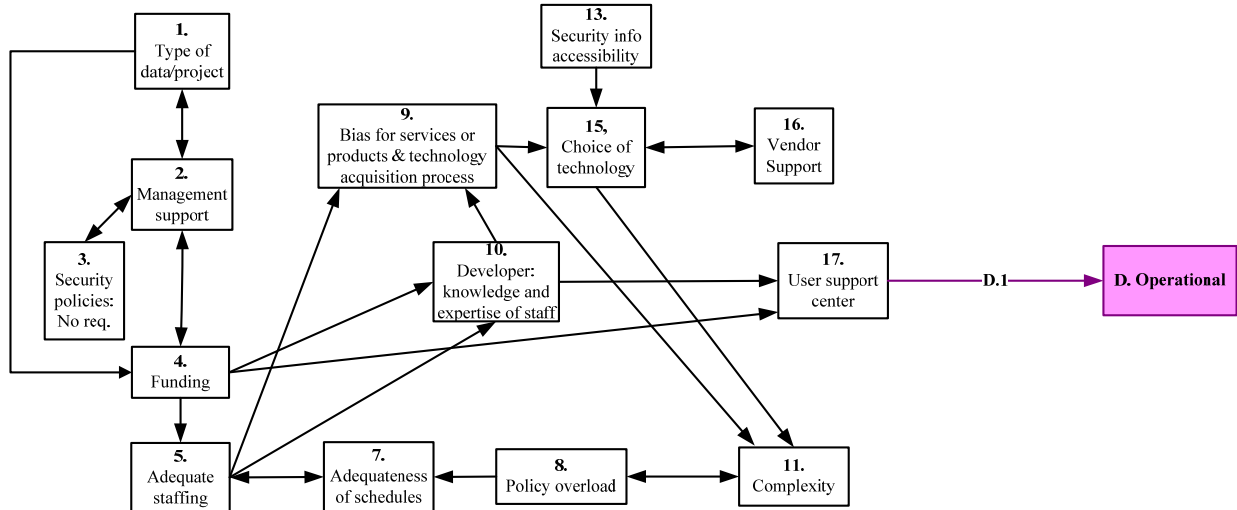 1.
Type of
data/project
13.
Security info
accessibility
9.
Bias for services or
products & technology
acquisition process
15,
Choice of
technology
16.
Vendor
Support
2.
Management
support
3.
Security
policies:
No req.
10.
Developer:
knowledge and
expertise of staff
17.
User support
center
D.1
D. Operational
4.
Funding
5.
Adequate
staffing
7.
Adequateness
of schedules
8.
Policy overload
11.
Complexity